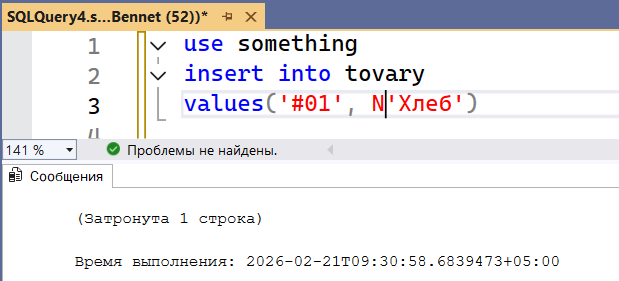 SQLQuery4.s...Bennet (52))*
1 use something
2 insert into tovary
3 values('#01', N'Хлеб')
4
141 % Проблемы не найдены.
Сообщения
(Затронута 1 строка)
Время выполнения: 2026-02-21T09:30:58.6839473+05:00